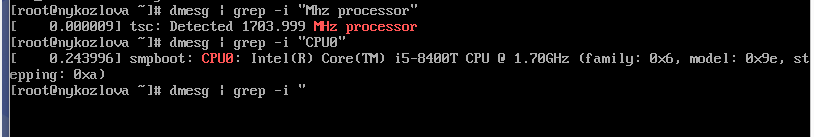 [root@nykozlova ~]# dmesg | grep -i "Mhz processor"
[    0.000009] tsc: Detected 1703.999 MHz processor
[root@nykozlova ~]# dmesg | grep -i "CPU0"
[    0.243996] smpboot: CPU0: Intel(R) Core(TM) i5-8400T CPU @ 1.70GHz (family: 0x6, model: 0x9e, st
epping: 0xa)
[root@nykozlova ~]# dmesg | grep -i "